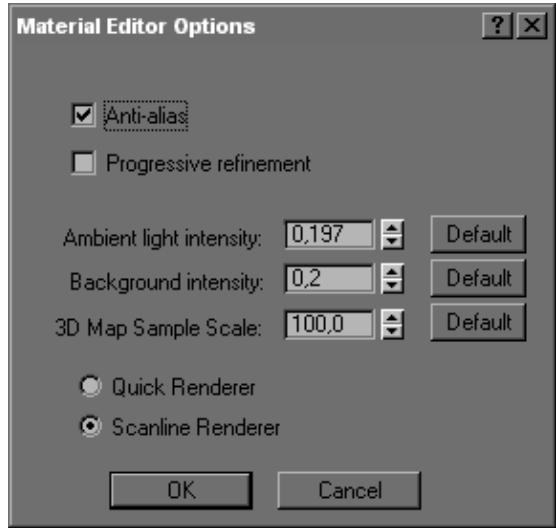 Material Editor Options ? X
Anti-alias
Progressive refinement
Ambient light intensity: 0,197 Default
Background intensity: 0,2 Default
3D Map Sample Scale: 100,0 Default
Quick Renderer
Scanline Renderer
OK Cancel